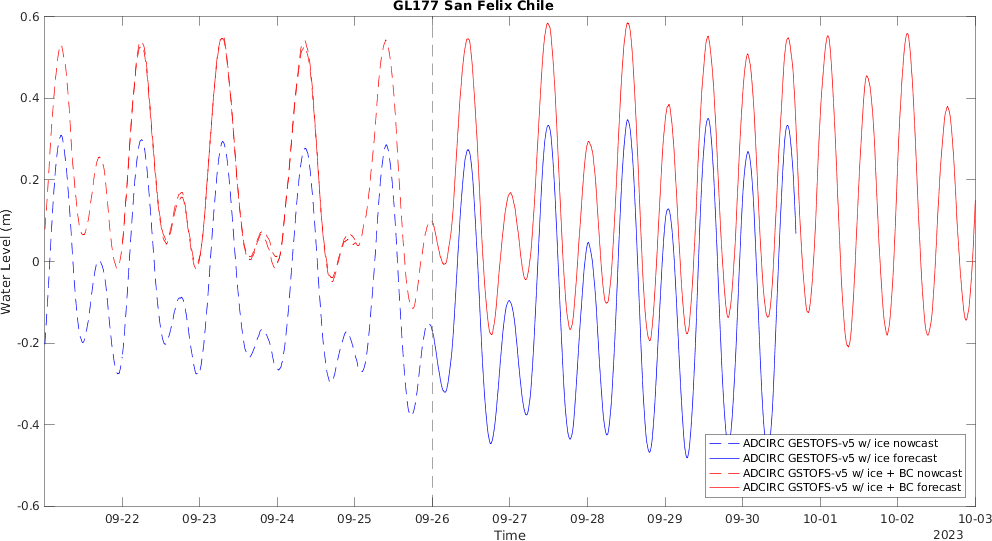 GL177 San Felix Chile
0.6
0.4
0.2
0
-0.2
-0.4
-0.6
Water Level (m)
ADCIRC GESTOFS-v5 w/ ice nowcast
ADCIRC GESTOFS-v5 w/ ice forecast
ADCIRC GSTOFS-v5 w/ ice + BC nowcast
ADCIRC GSTOFS-v5 w/ ice + BC forecast
09-22 09-23 09-24 09-25 09-26 09-27 09-28 09-29 09-30 10-01 10-02 10-03
Time
2023